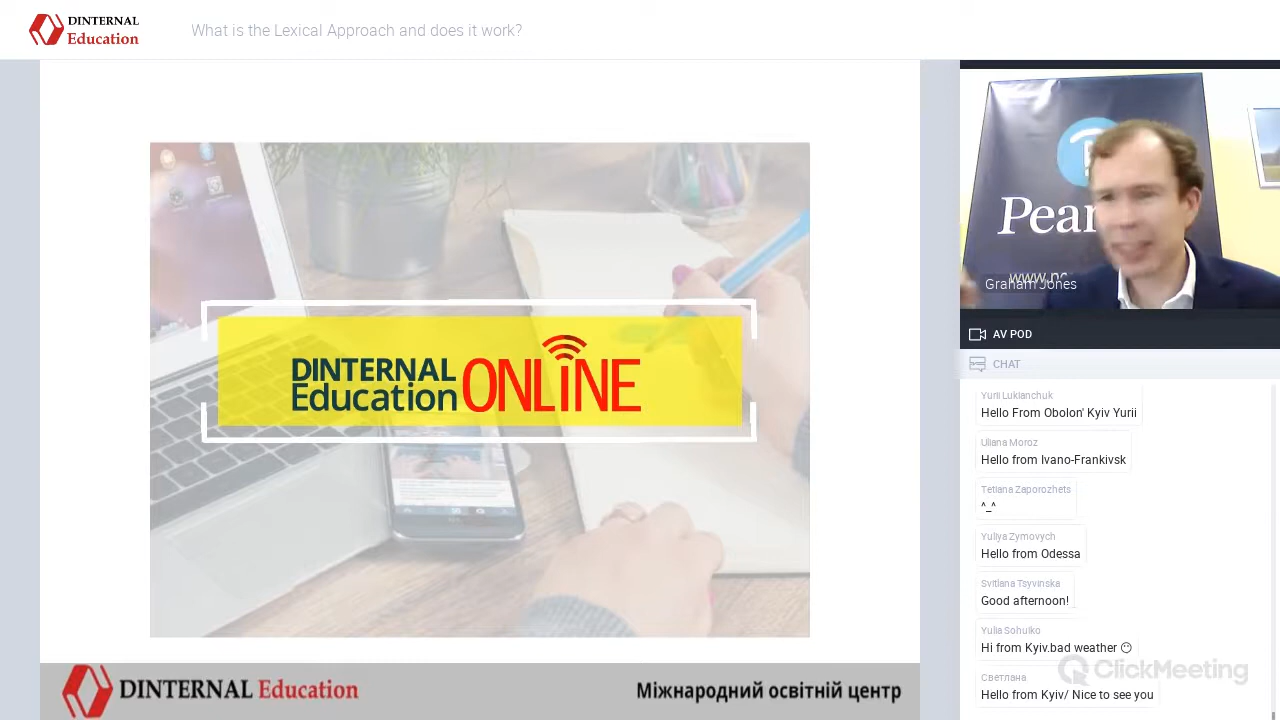 DINTERNAL
Education
What is the Lexical Approach and does it work?
DINTERNAL
Education
ONLINE
DINTERNAL Education
Міжнародний освітній центр
Pear
Graham Jones
AV POD
CHAT
Yurii Lukianchuk
Hello From Obolon' Kyiv Yurii
Uliana Moroz
Hello from Ivano-Frankivsk
Tetiana Zaporozhets
^_^
Yuliya Zymovych
Hello from Odessa
Svitlana Tsyvinska
Good afternoon!
Yulia Sohulko
Hi from Kyiv.bad weather 😶
Светлана
Hello from Kyiv/ Nice to see you
ClickMeeting